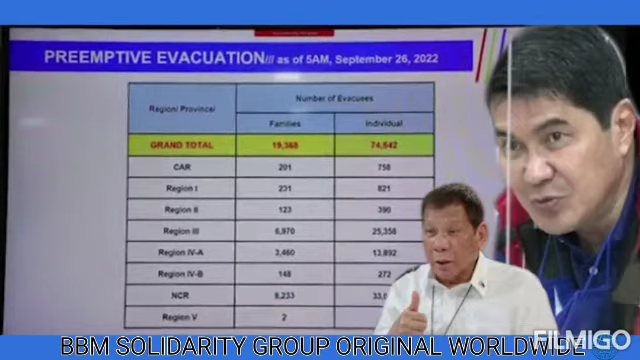 PREEMPTIVE EVACUATION/// as of 5AM, September 26, 2022
Region/ Province/ Number of Evacuees
Families Individual
GRAND TOTAL 19,368 74,642
CAR 201 758
Region I 231 821
Region II 123 390
Region III 6,970 25,358
Region IV-A 3,460 13,892
Region IV-B 148 272
NCR 8,233
Region V 2
FILMIGO
BBM SOLIDARITY GROUP ORIGINAL WORLDWIDE